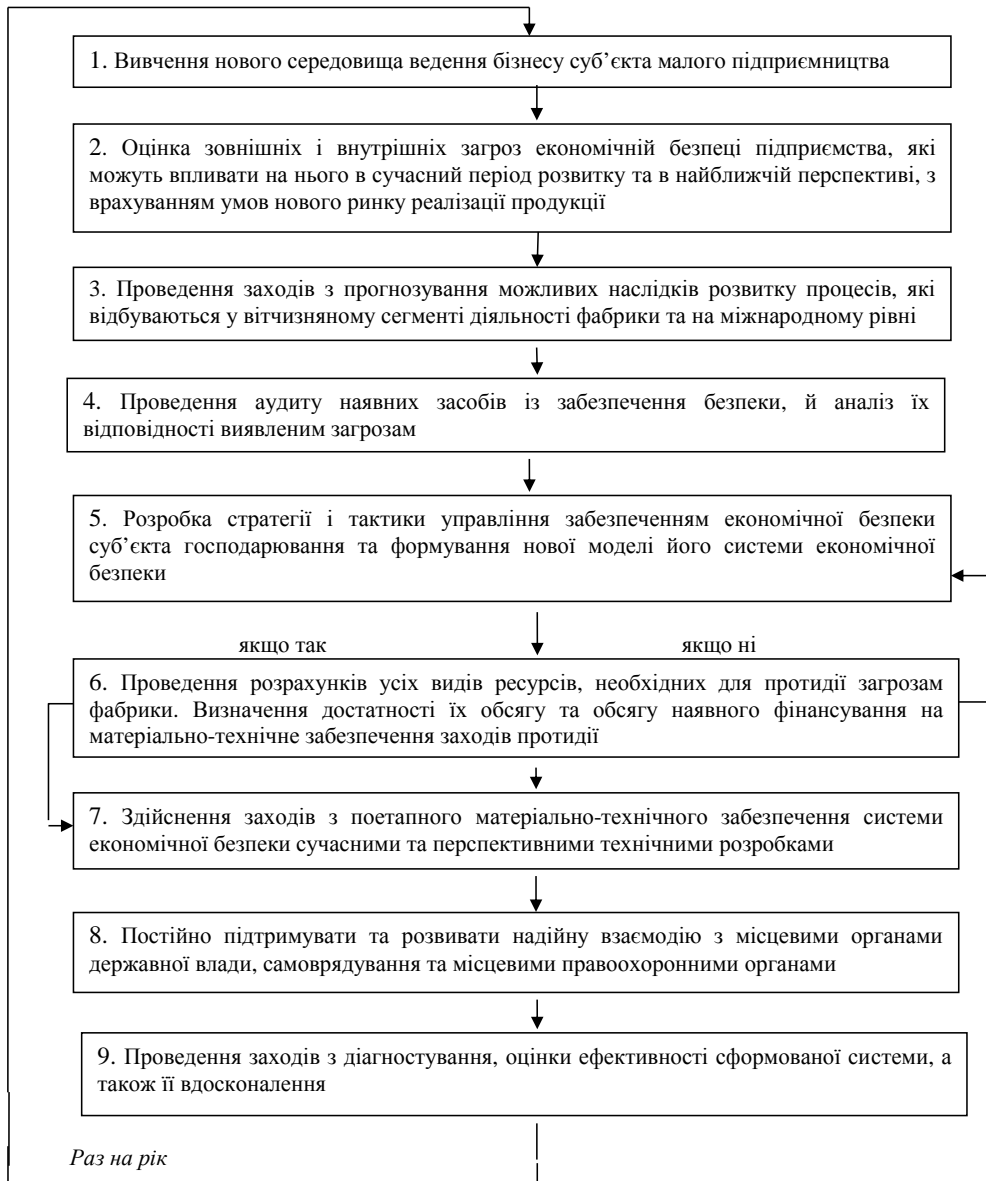 1. Вивчення нового середовища ведення бізнесу суб’єкта малого підприємництва
2. Оцінка зовнішніх і внутрішніх загроз економічній безпеці підприємства, які
можуть впливати на нього в сучасний період розвитку та в найближчій перспективі, з
врахуванням умов нового ринку реалізації продукції
3. Проведення заходів з прогнозування можливих наслідків розвитку процесів, які
відбуваються у вітчизняному сегменті діяльності фабрики та на міжнародному рівні
4. Проведення аудиту наявних засобів із забезпечення безпеки, й аналіз їх
відповідності виявленим загрозам
5. Розробка стратегії і тактики управління забезпеченням економічної безпеки
суб’єкта господарювання та формування нової моделі його системи економічної
безпеки
якщо так якщо ні
6. Проведення розрахунків усіх видів ресурсів, необхідних для протидії загрозам
фабрики. Визначення достатності їх обсягу та обсягу наявного фінансування на
матеріально-технічне забезпечення заходів протидії
7. Здійснення заходів з поетапного матеріально-технічного забезпечення системи
економічної безпеки сучасними та перспективними технічними розробками
8. Постійно підтримувати та розвивати надійну взаємодію з місцевими органами
державної влади, самоврядування та місцевими правоохоронними органами
9. Проведення заходів з діагностування, оцінки ефективності сформованої системи, а
також її вдосконалення
Раз на рік